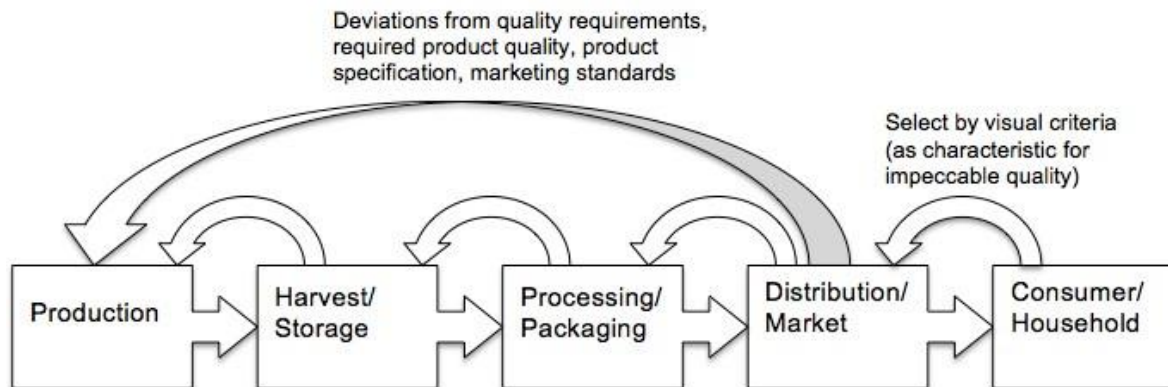 Deviations from quality requirements,
required product quality, product
specification, marketing standards
Select by visual criteria
(as characteristic for
impeccable quality)
Production
Harvest/
Storage
Processing/
Packaging
Distribution/
Market
Consumer/
Household